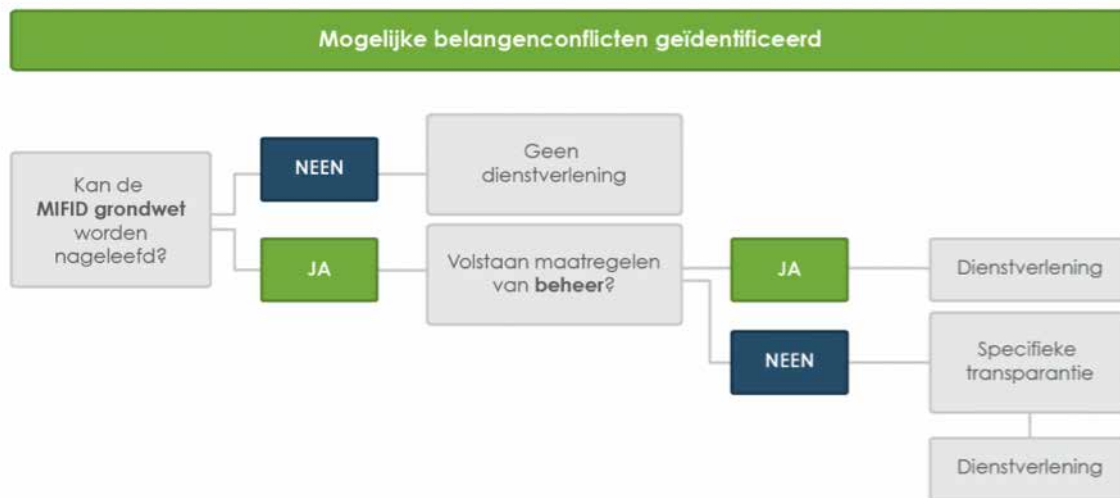 Mogelijke belangenconflicten geïdentificeerd
Kan de
MIFID grondwet
worden
nageleefd?
NEEN
Geen
dienstverlening
JA
Volstaan maatregelen
van beheer?
JA
Dienstverlening
NEEN
Specifieke
transparantie
Dienstverlening